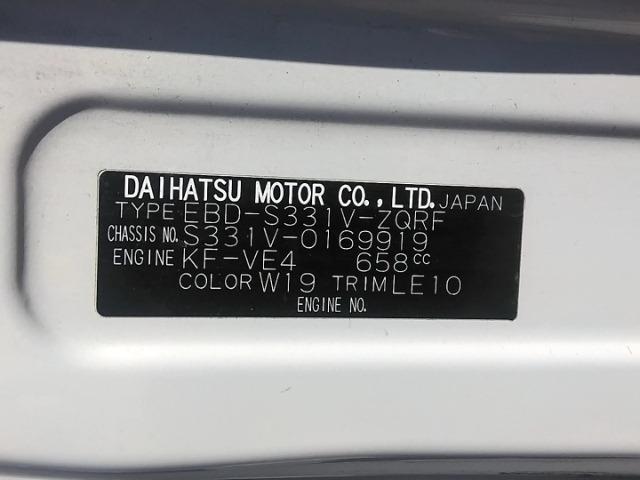 DAIHATSU MOTOR CO., LTD. JAPAN
TYPE EBD-S331V-ZQRF
CHASSIS NO. S331V-0169919
ENGINE KF-VE4 658cc
COLOR W19 TRIM LE10
ENGINE NO.